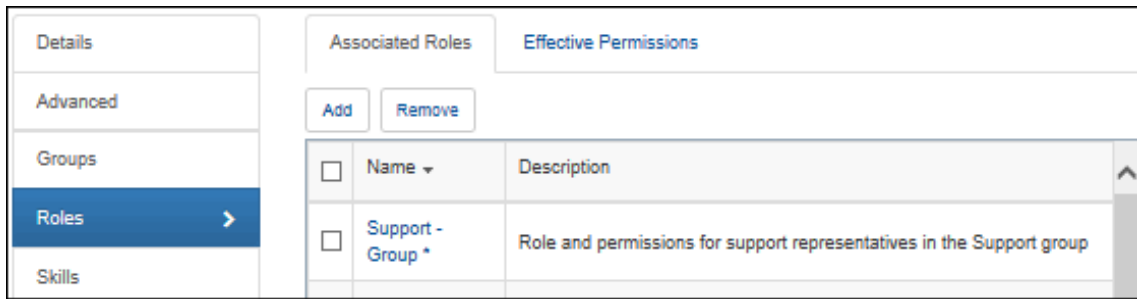 Details
Advanced
Groups
Roles
Skills
Associated Roles
Effective Permissions
Add
Remove
Name
Description
Support -
Group *
Role and permissions for support representatives in the Support group